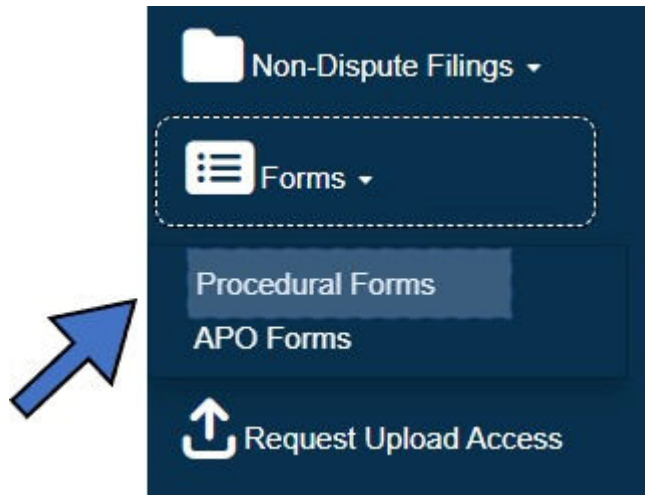 Non-Dispute Filings
Forms
Procedural Forms
APO Forms
Request Upload Access